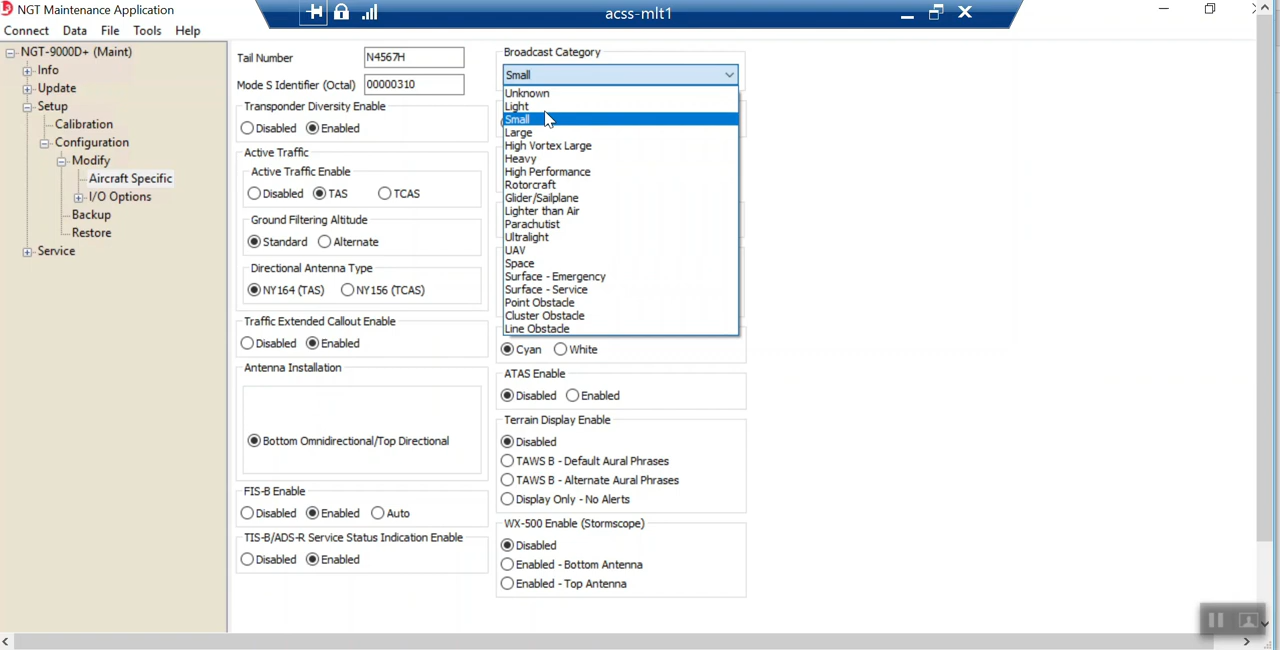 NGT Maintenance Application
acss-mlt1
Connect Data File Tools Help
NGT-9000D+ (Maint)
Info
Update
Setup
Calibration
Configuration
Modify
Aircraft Specific
I/O Options
Backup
Restore
Service
Tail Number N4567H
Mode S Identifier (Octal) 00000310
Transponder Diversity Enable
Disabled Enabled
Active Traffic
Active Traffic Enable
Disabled TAS TCAS
Ground Filtering Altitude
Standard Alternate
Directional Antenna Type
NY164 (TAS) NY156 (TCAS)
Traffic Extended Callout Enable
Disabled Enabled
Antenna Installation
Bottom Omnidirectional/Top Directional
FIS-B Enable
Disabled Enabled Auto
TIS-B/ADS-R Service Status Indication Enable
Disabled Enabled
Broadcast Category
Small
Unknown
Light
Small
Large
High Vortex Large
Heavy
High Performance
Rotorcraft
Glider/Sailplane
Lighter than Air
Parachutist
Ultralight
UAV
Space
Surface - Emergency
Surface - Service
Point Obstacle
Cluster Obstacle
Line Obstacle
Cyan White
ATAS Enable
Disabled Enabled
Terrain Display Enable
Disabled
TAWS B - Default Aural Phrases
TAWS B - Alternate Aural Phrases
Display Only - No Alerts
WX-500 Enable (Stormscope)
Disabled
Enabled - Bottom Antenna
Enabled - Top Antenna